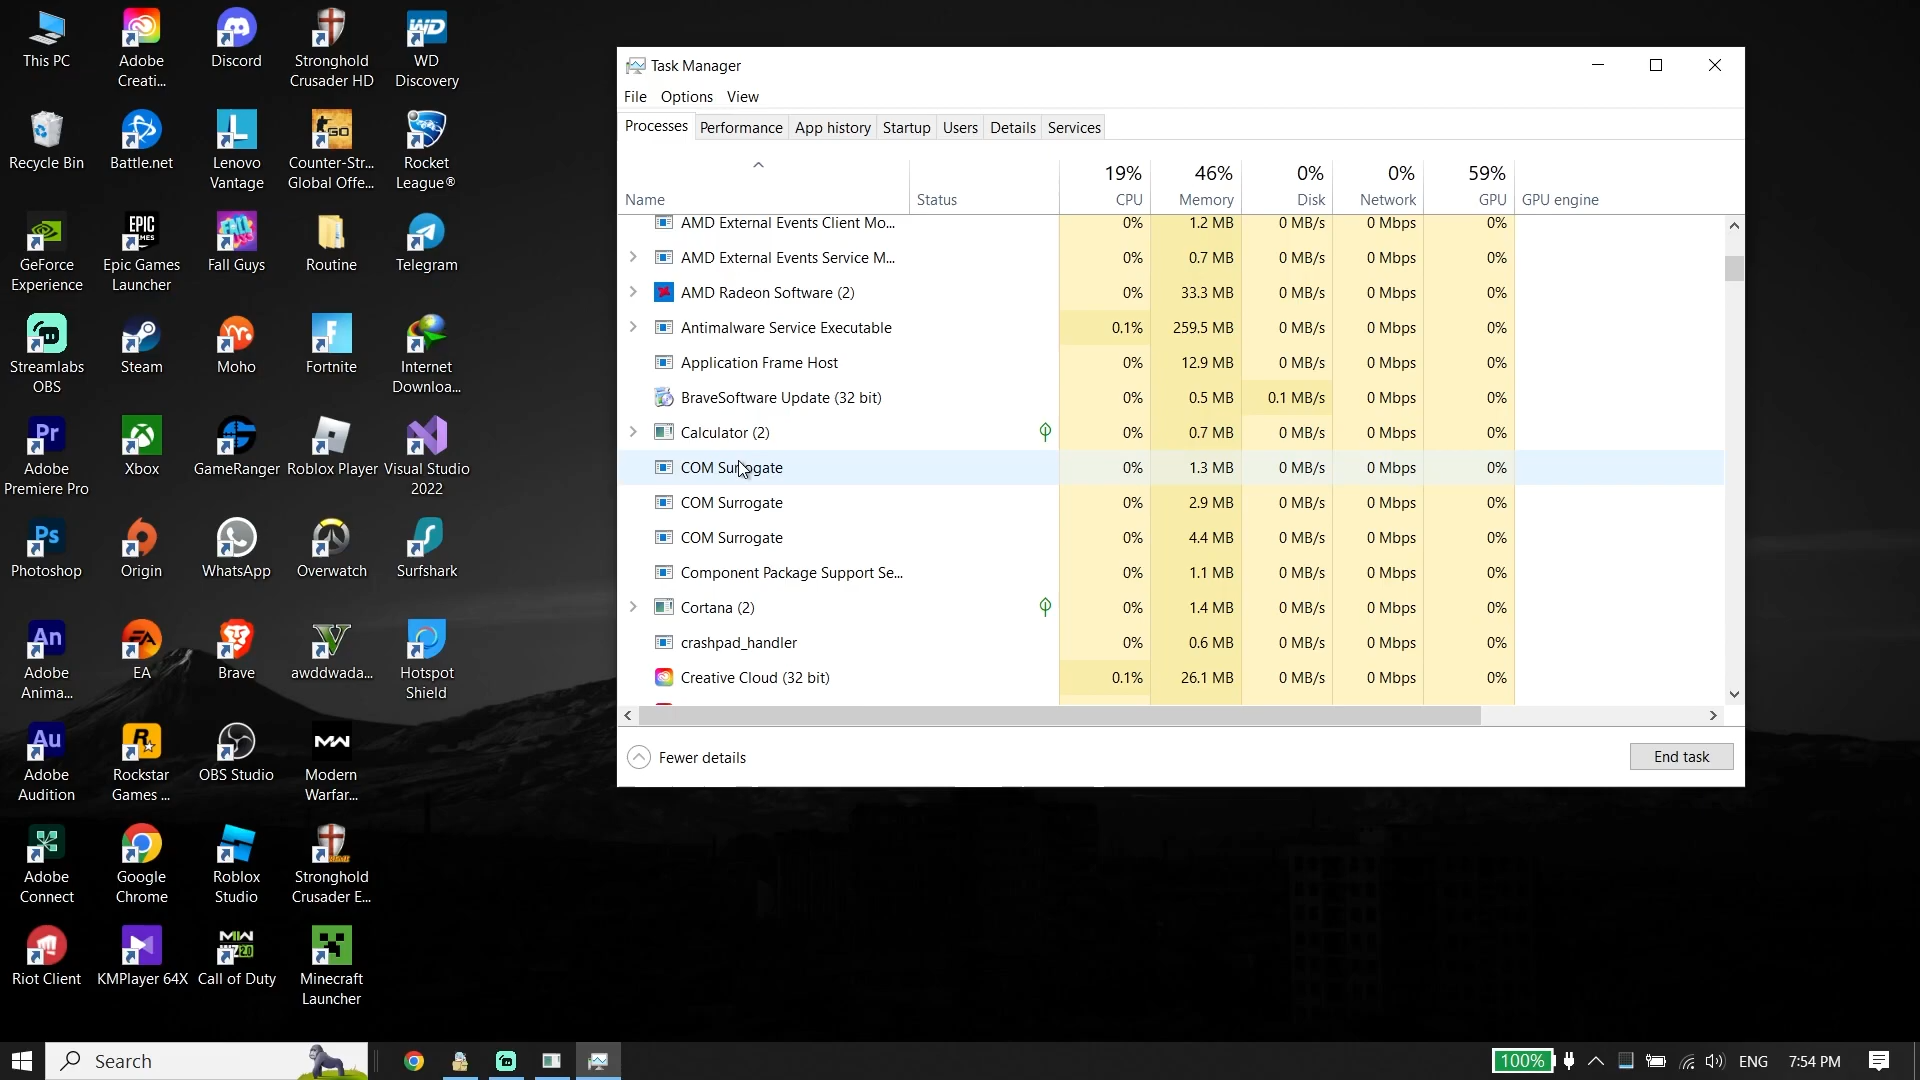 This PC
Adobe
Creati...
Discord
Stronghold
Crusader HD
WD
Discovery
Recycle Bin
Battle.net
Lenovo
Vantage
Counter-Str...
Global Offe...
Rocket
League®
GeForce
Experience
Epic Games
Launcher
Fall Guys
Routine
Telegram
Streamlabs
OBS
Steam
Moho
Fortnite
Internet
Downloa...
Adobe
Premiere Pro
Xbox
GameRanger
Roblox Player
Visual Studio
2022
Photoshop
Origin
WhatsApp
Overwatch
Surfshark
Adobe
Anima...
EA
Brave
awddwada...
Hotspot
Shield
Adobe
Audition
Rockstar
Games ...
OBS Studio
Modern
Warfar...
Adobe
Connect
Google
Chrome
Roblox
Studio
Stronghold
Crusader E...
Riot Client
KMPlayer 64X
Call of Duty
Minecraft
Launcher
Task Manager
File Options View
Processes Performance App history Startup Users Details Services
19% 46% 0% 0% 59%
Name Status CPU Memory Disk Network GPU GPU engine
AMD External Events Client Mo... 0% 1.2 MB 0 MB/s 0 Mbps 0%
AMD External Events Service M... 0% 0.7 MB 0 MB/s 0 Mbps 0%
AMD Radeon Software (2) 0% 33.3 MB 0 MB/s 0 Mbps 0%
Antimalware Service Executable 0.1% 259.5 MB 0 MB/s 0 Mbps 0%
Application Frame Host 0% 12.9 MB 0 MB/s 0 Mbps 0%
BraveSoftware Update (32 bit) 0% 0.5 MB 0.1 MB/s 0 Mbps 0%
Calculator (2) 0% 0.7 MB 0 MB/s 0 Mbps 0%
COM Surrogate 0% 1.3 MB 0 MB/s 0 Mbps 0%
COM Surrogate 0% 2.9 MB 0 MB/s 0 Mbps 0%
COM Surrogate 0% 4.4 MB 0 MB/s 0 Mbps 0%
Component Package Support Se... 0% 1.1 MB 0 MB/s 0 Mbps 0%
Cortana (2) 0% 1.4 MB 0 MB/s 0 Mbps 0%
crashpad_handler 0% 0.6 MB 0 MB/s 0 Mbps 0%
Creative Cloud (32 bit) 0.1% 26.1 MB 0 MB/s 0 Mbps 0%
Fewer details
End task
Search
100% ENG 7:54 PM